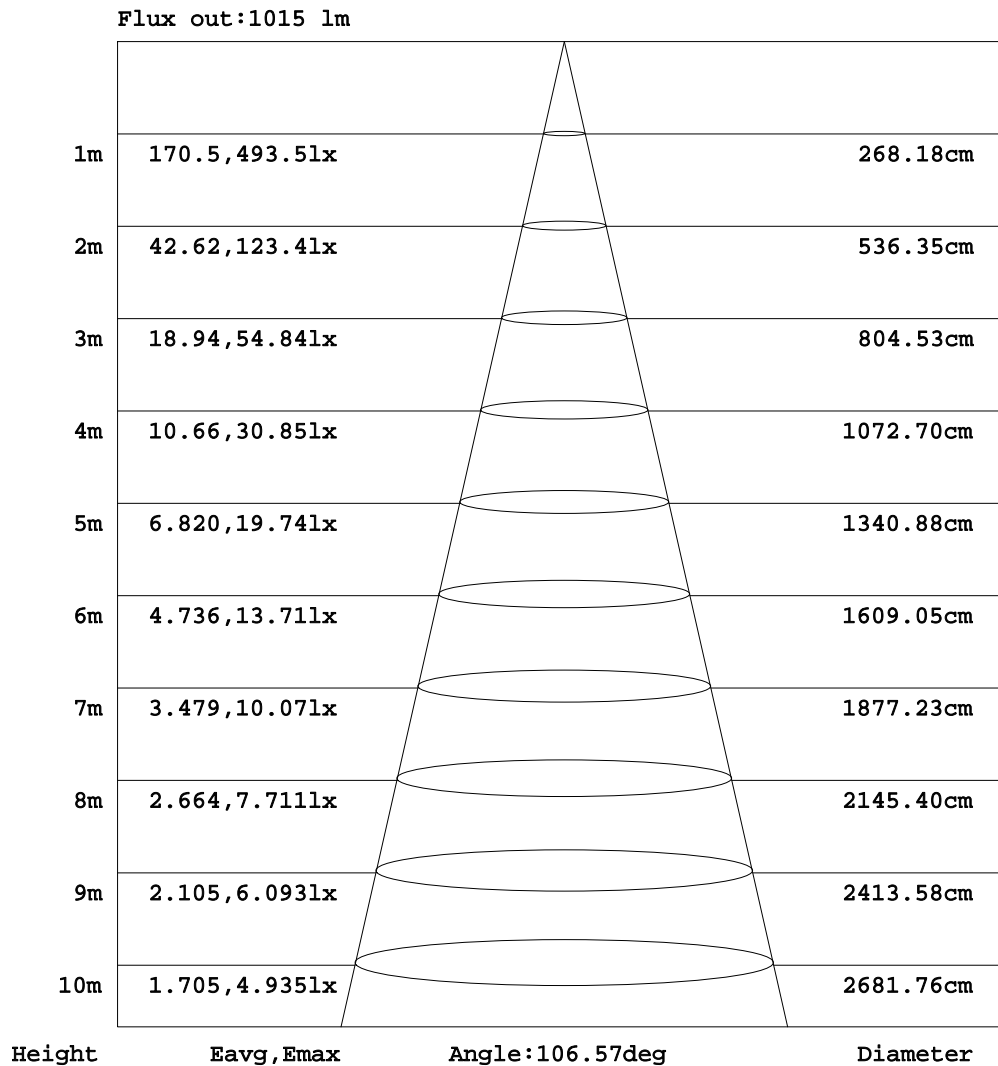 Flux out:1015 lm
1m 170.5,493.5lx 268.18cm
2m 42.62,123.4lx 536.35cm
3m 18.94,54.84lx 804.53cm
4m 10.66,30.85lx 1072.70cm
5m 6.820,19.74lx 1340.88cm
6m 4.736,13.71lx 1609.05cm
7m 3.479,10.07lx 1877.23cm
8m 2.664,7.711lx 2145.40cm
9m 2.105,6.093lx 2413.58cm
10m 1.705,4.935lx 2681.76cm
Height Eavg,Emax Angle:106.57deg Diameter